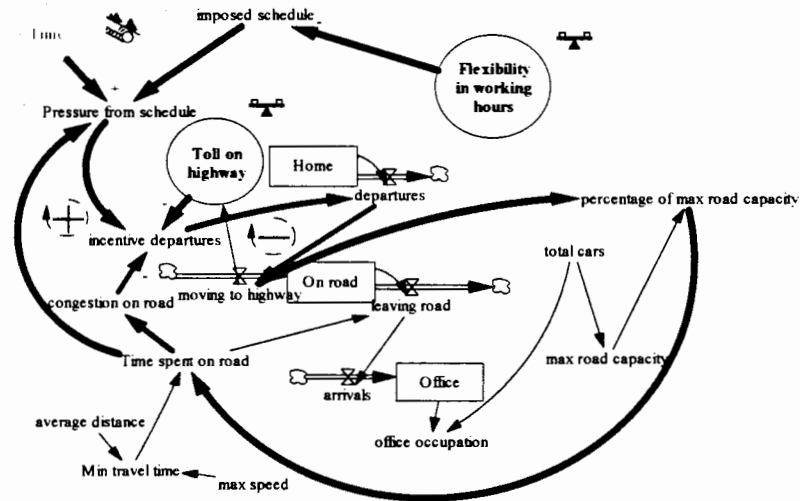 imposed schedule
Time
Flexibility
in working
hours
Pressure from schedule
Toll on
highway
Home
departures
percentage of max road capacity
incentive departures
total cars
moving to highway
On road
congestion on road
leaving road
Time spent on road
max road capacity
Office
arrivals
average distance
office occupation
Min travel time
max speed